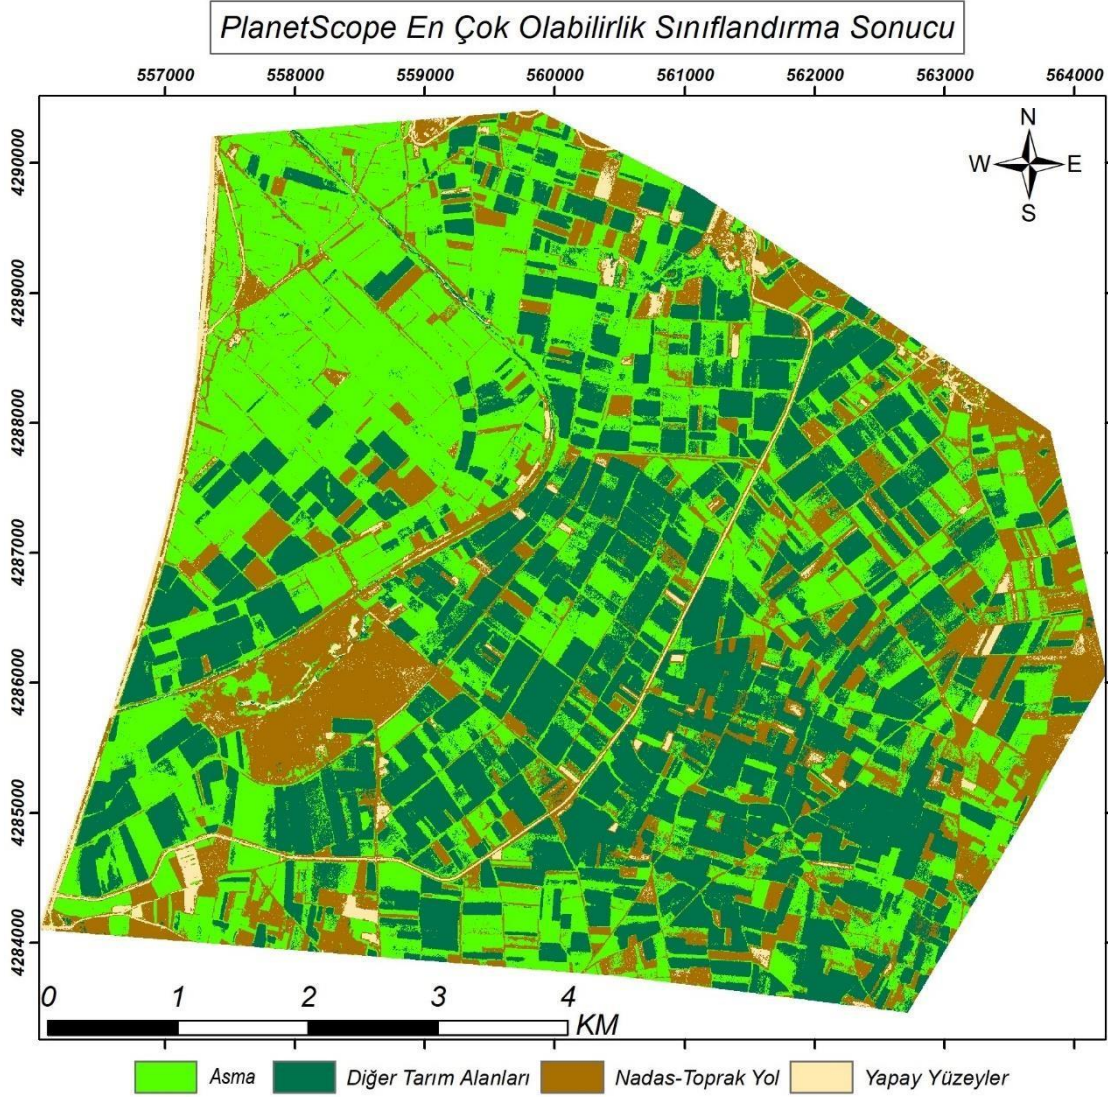 PlanetScope En Çok Olabilirlik Sınıflandırma Sonucu
557000 558000 559000 560000 561000 562000 563000 564000
N
W E
S
4290000
4289000
4288000
4287000
4286000
4285000
4284000
0 1 2 3 4
KM
Asma Diğer Tarım Alanları Nadas-Toprak Yol Yapay Yüzeyler